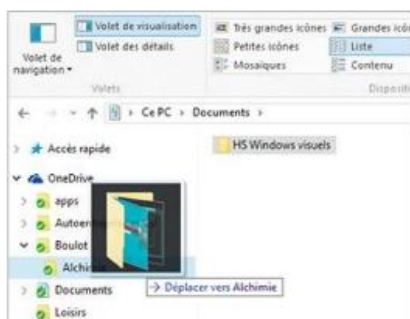 Volet de visualisation
Volet des détails
Volet de
navigation
Volets
Très grandes icônes
Grandes icô
Petites icônes
Liste
Mosaïques
Contenu
Dispositi
Ce PC
Documents
Accès rapide
HS Windows visuels
OneDrive
apps
Boulot
Alchimie
Déplacer vers Alchimie
Documents
Loisirs